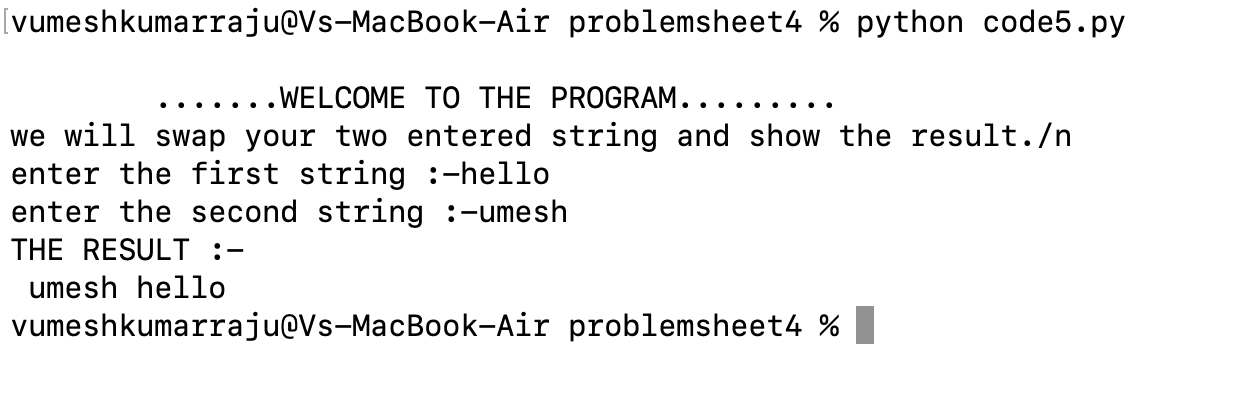 [vumeshkumarraju@Vs-MacBook-Air problemsheet4 % python code5.py
.......WELCOME TO THE PROGRAM.........
we will swap your two entered string and show the result./n
enter the first string :-hello
enter the second string :-umesh
THE RESULT :-
umesh hello
vumeshkumarraju@Vs-MacBook-Air problemsheet4 %